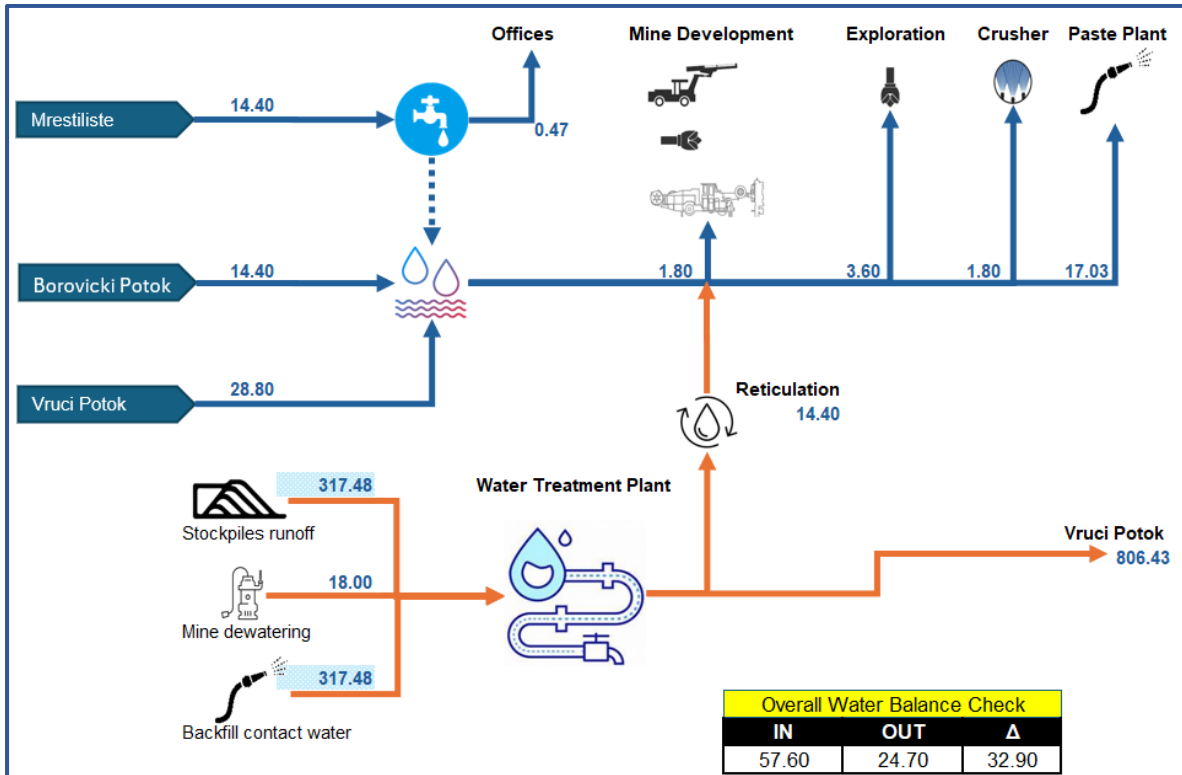 Offices
Mine Development
Exploration
Crusher
Paste Plant
Mrestiliste
14.40
0.47
Borovicki Potok
14.40
1.80
3.60
1.80
17.03
Vruci Potok
28.80
Reticulation
14.40
317.48
Stockpiles runoff
Water Treatment Plant
Vruci Potok
806.43
18.00
Mine dewatering
317.48
Backfill contact water
Overall Water Balance Check
IN OUT Δ
57.60 24.70 32.90